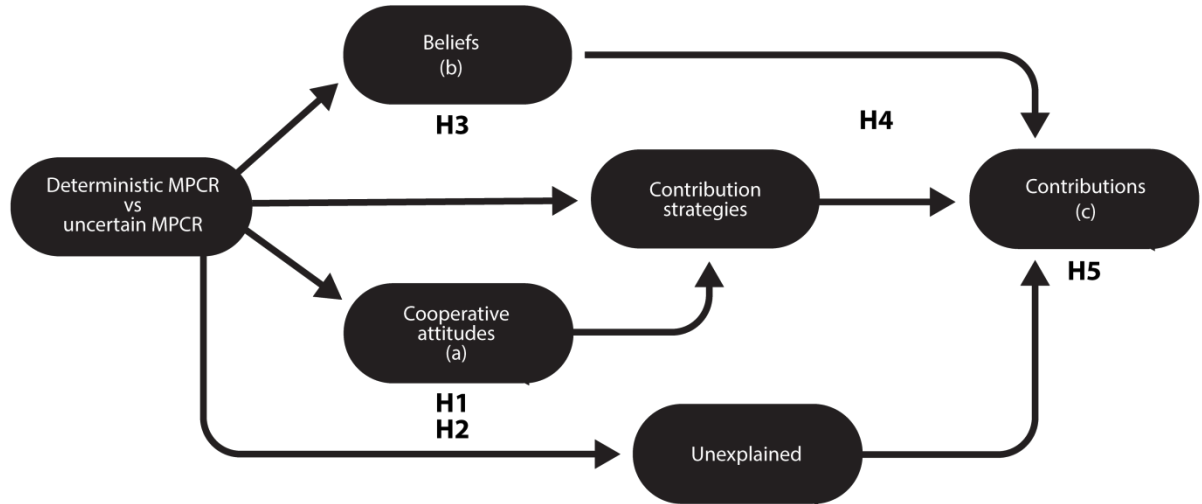 Beliefs
(b)
H3
H4
Deterministic MPCR
vs
uncertain MPCR
Contribution
strategies
Contributions
(c)
H5
Cooperative
attitudes
(a)
H1
H2
Unexplained